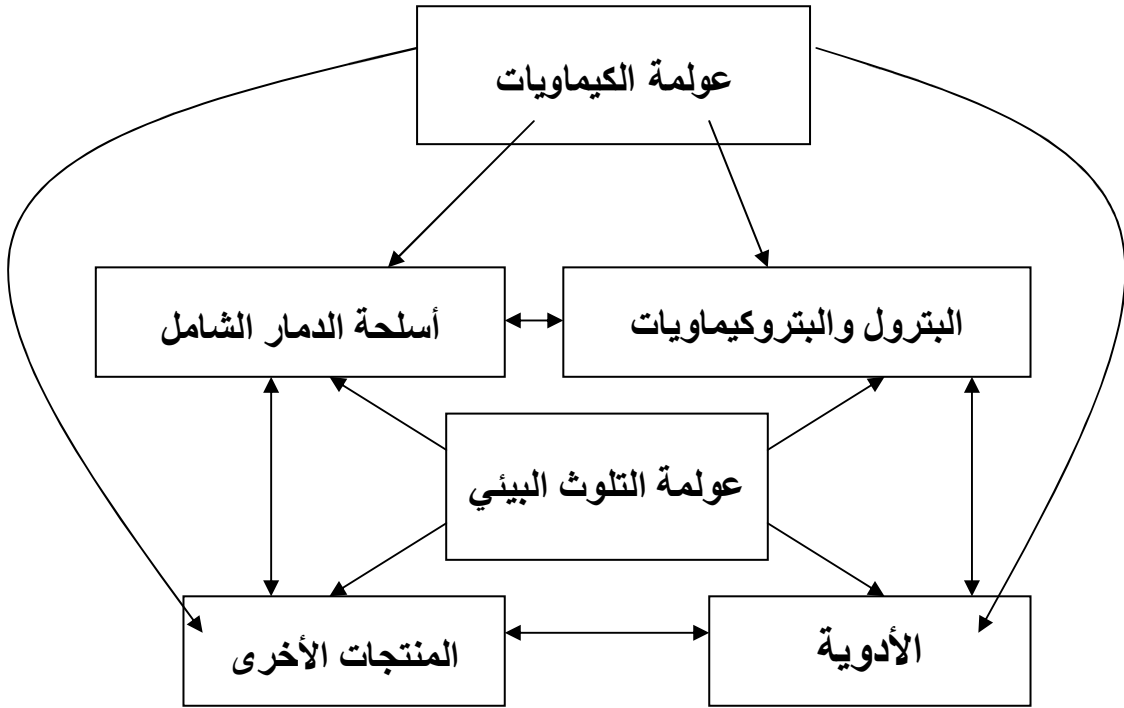 عولمة الكيماويات
البترول والبتروكيماويات
أسلحة الدمار الشامل
عولمة التلوث البيئي
الأدوية
المنتجات الأخرى